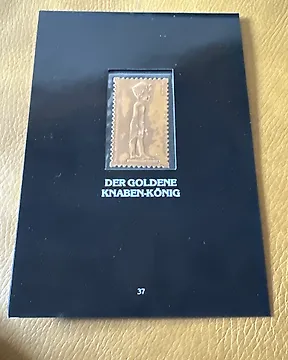 DER GOLDENE
KNABEN-KÖNIG
37